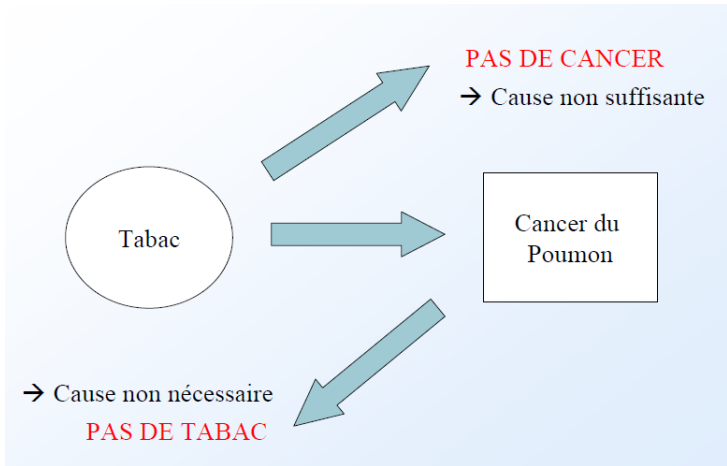 PAS DE CANCER
→ Cause non suffisante
Tabac
Cancer du
Poumon
→ Cause non nécessaire
PAS DE TABAC